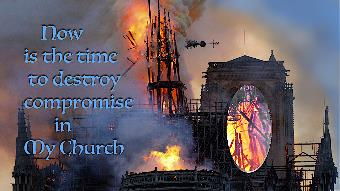 Now
is the time
to destroy
compromise
in
My Church